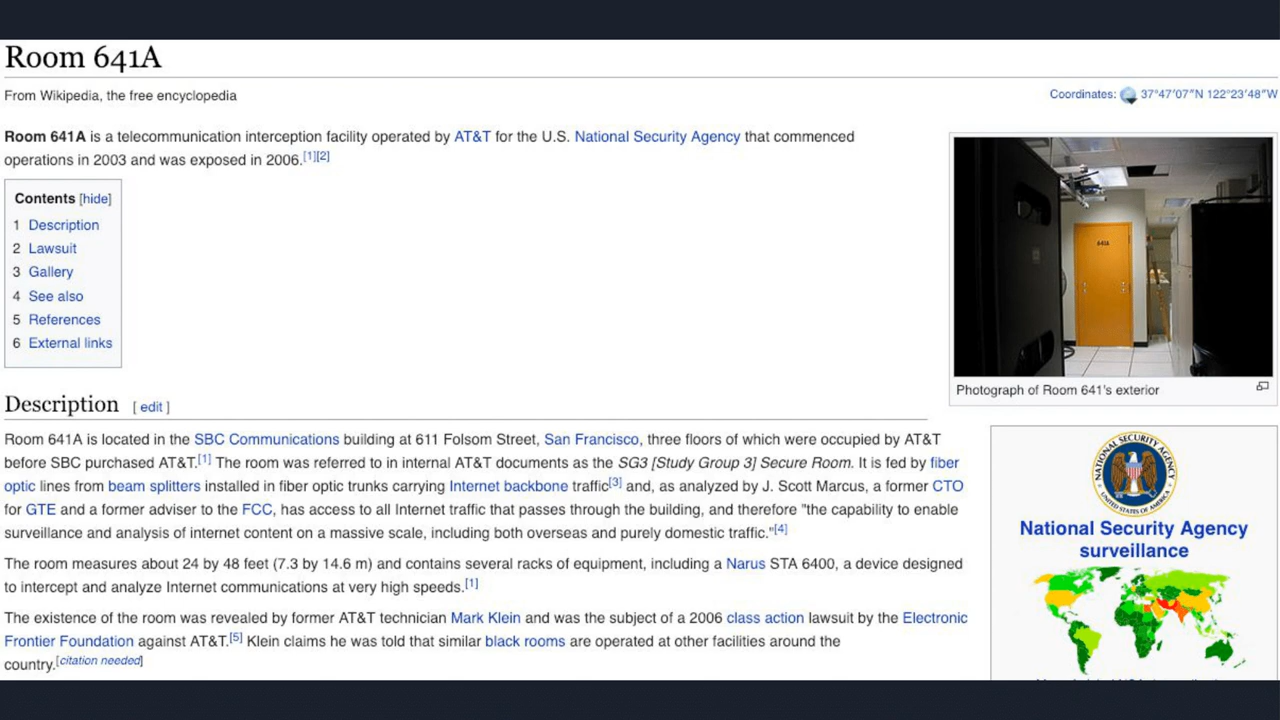 Room 641A
From Wikipedia, the free encyclopedia
Coordinates: 37°47′07″N 122°23′48″W
Room 641A is a telecommunication interception facility operated by AT&T for the U.S. National Security Agency that commenced
operations in 2003 and was exposed in 2006.[1][2]
Contents [hide]
1 Description
2 Lawsuit
3 Gallery
4 See also
5 References
6 External links
641A
Photograph of Room 641's exterior
Description [ edit ]
Room 641A is located in the SBC Communications building at 611 Folsom Street, San Francisco, three floors of which were occupied by AT&T
before SBC purchased AT&T.[1] The room was referred to in internal AT&T documents as the SG3 [Study Group 3] Secure Room. It is fed by fiber
optic lines from beam splitters installed in fiber optic trunks carrying Internet backbone traffic[3] and, as analyzed by J. Scott Marcus, a former CTO
for GTE and a former adviser to the FCC, has access to all Internet traffic that passes through the building, and therefore "the capability to enable
surveillance and analysis of internet content on a massive scale, including both overseas and purely domestic traffic."[4]
The room measures about 24 by 48 feet (7.3 by 14.6 m) and contains several racks of equipment, including a Narus STA 6400, a device designed
to intercept and analyze Internet communications at very high speeds.[1]
The existence of the room was revealed by former AT&T technician Mark Klein and was the subject of a 2006 class action lawsuit by the Electronic
Frontier Foundation against AT&T.[5] Klein claims he was told that similar black rooms are operated at other facilities around the
country.[citation needed]
NATIONAL SECURITY AGENCY
UNITED STATES OF AMERICA
National Security Agency
surveillance